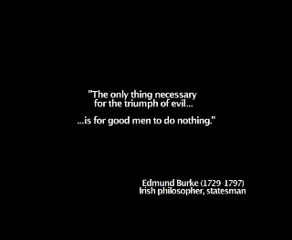 "The only thing necessary
for the triumph of evil...
...is for good men to do nothing."
Edmund Burke (1729-1797)
Irish philosopher, statesman